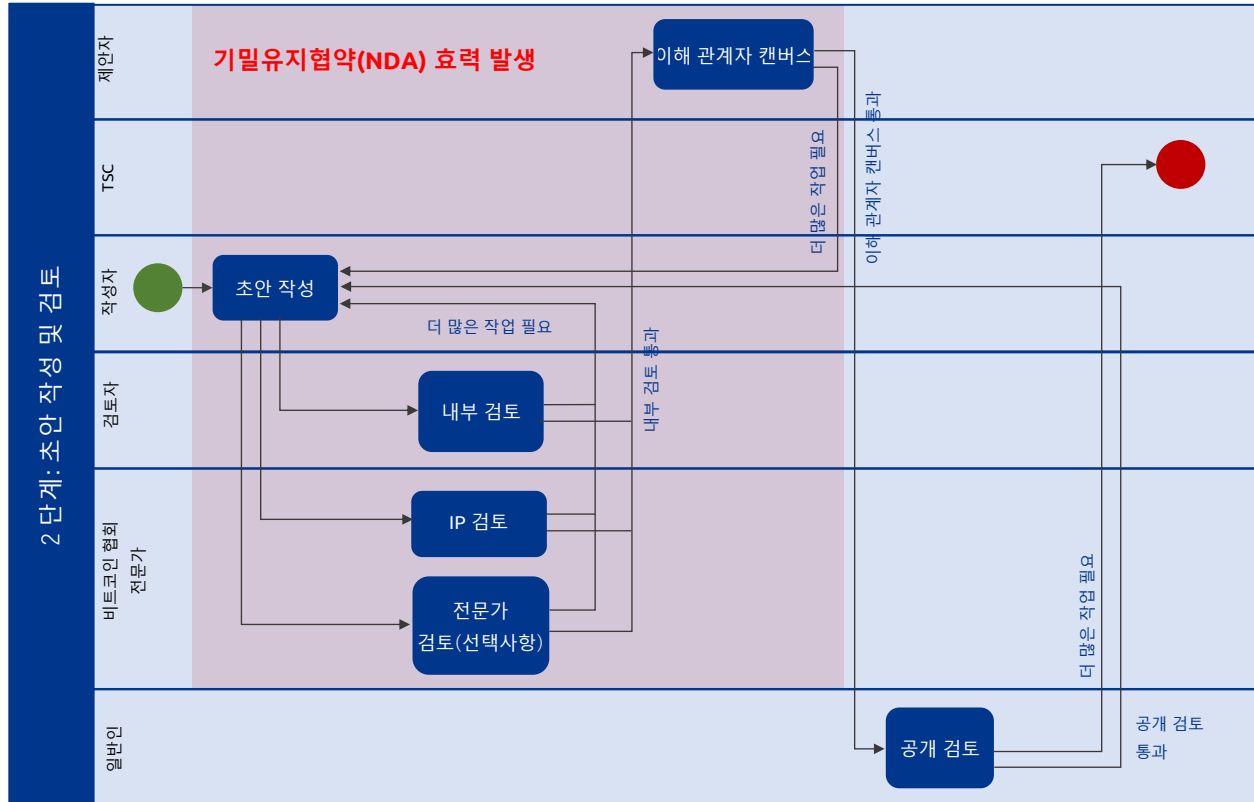 2 단계: 초안 작성 및 검토
제안자
기밀유지협약(NDA) 효력 발생
이해 관계자 캔버스
더 많은 작업 필요
이해 관계자 캔버스 통과
TSC
작성자
초안 작성
더 많은 작업 필요
내부 검토 통과
검토자
내부 검토
비트코인 협회
전문가
IP 검토
전문가
검토(선택사항)
더 많은 작업 필요
일반인
공개 검토
공개 검토
통과